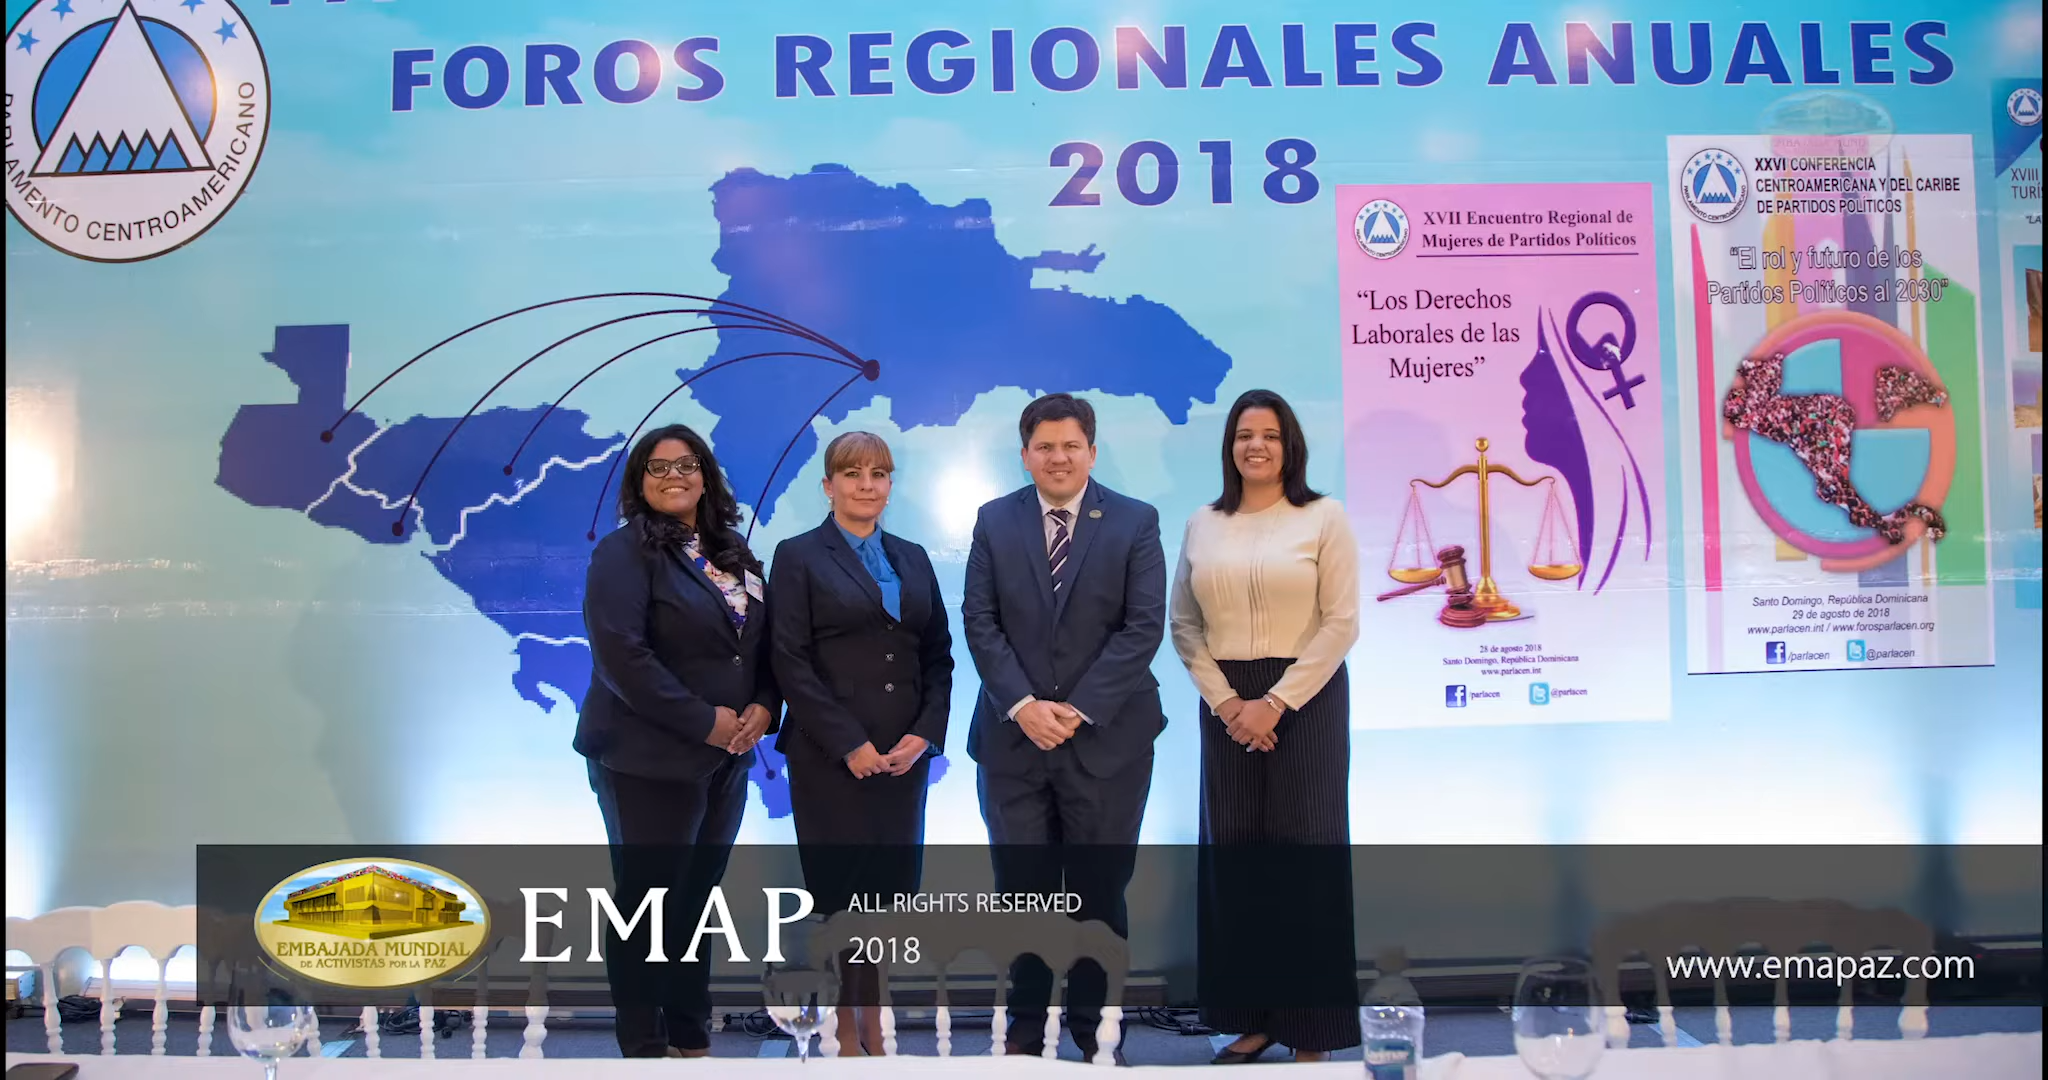 FOROS REGIONALES ANUALES
2018
PARLAMENTO CENTROAMERICANO
XVII Encuentro Regional de
Mujeres de Partidos Políticos
“Los Derechos
Laborales de las
Mujeres”
28 de agosto 2018
Santo Domingo, República Dominicana
www.parlacen.int
/parlacen
@parlacen
XXVI CONFERENCIA
CENTROAMERICANA Y DEL CARIBE
DE PARTIDOS POLÍTICOS
“El rol y futuro de los
Partidos Políticos al 2030”
Santo Domingo, República Dominicana
29 de agosto de 2018
www.parlacen.int / www.forosparlacen.org
/parlacen
@parlacen
XVIII
EMBAJADA MUNDIAL
DE ACTIVISTAS POR LA PAZ
EMAP
ALL RIGHTS RESERVED
2018
www.emapaz.com